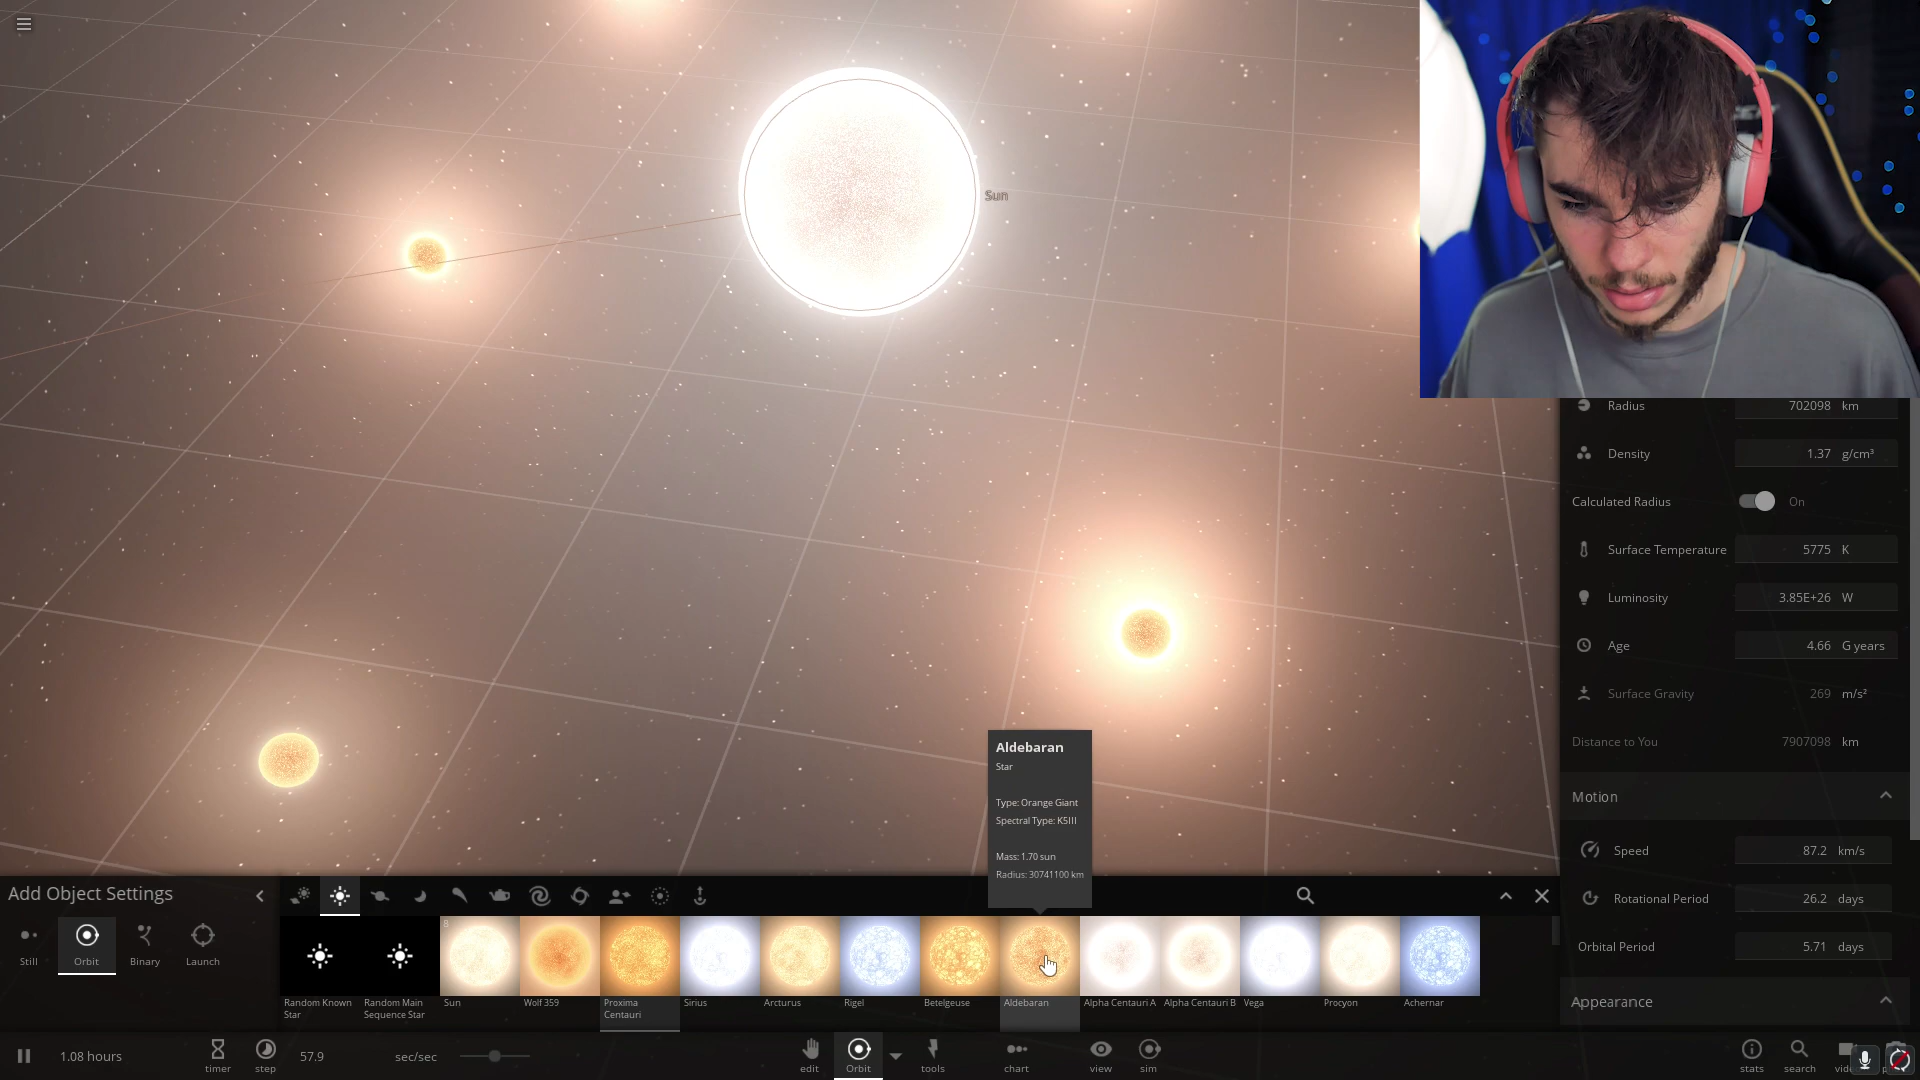 Sun
Radius 702098 km
Density 1.37 g/cm³
Calculated Radius On
Surface Temperature 5775 K
Luminosity 3.85E+26 W
Age 4.66 G years
Surface Gravity 269 m/s²
Distance to You 7907098 km
Motion
Speed 87.2 km/s
Rotational Period 26.2 days
Orbital Period 5.71 days
Appearance
Aldebaran
Star
Type: Orange Giant
Spectral Type: K5III
Mass: 1.70 sun
Radius: 30741100 km
Add Object Settings
Still Orbit Binary Launch
Random Known Star
Random Main Sequence Star
Sun
Wolf 359
Proxima Centauri
Sirius
Arcturus
Rigel
Betelgeuse
Aldebaran
Alpha Centauri A
Alpha Centauri B
Vega
Procyon
Achernar
1.08 hours
timer
step
57.9 sec/sec
edit
Orbit
tools
chart
view
sim
stats
search